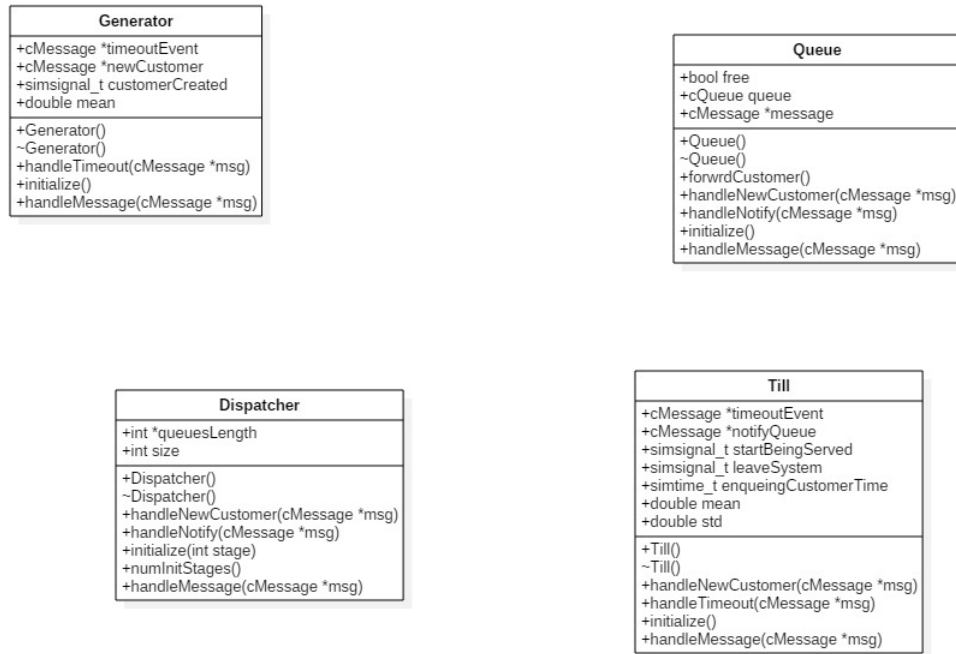 Generator
+cMessage *timeoutEvent
+cMessage *newCustomer
+simsignal_t customerCreated
+double mean
+Generator()
~Generator()
+handleTimeout(cMessage *msg)
+initialize()
+handleMessage(cMessage *msg)
Queue
+bool free
+cQueue queue
+cMessage *message
+Queue()
~Queue()
+forwrdCustomer()
+handleNewCustomer(cMessage *msg)
+handleNotify(cMessage *msg)
+initialize()
+handleMessage(cMessage *msg)
Dispatcher
+int *queuesLength
+int size
+Dispatcher()
~Dispatcher()
+handleNewCustomer(cMessage *msg)
+handleNotify(cMessage *msg)
+initialize(int stage)
+numInitStages()
+handleMessage(cMessage *msg)
Till
+cMessage *timeoutEvent
+cMessage *notifyQueue
+simsignal_t startBeingServed
+simsignal_t leaveSystem
+simtime_t enqueingCustomerTime
+double mean
+double std
+Till()
~Till()
+handleNewCustomer(cMessage *msg)
+handleTimeout(cMessage *msg)
+initialize()
+handleMessage(cMessage *msg)